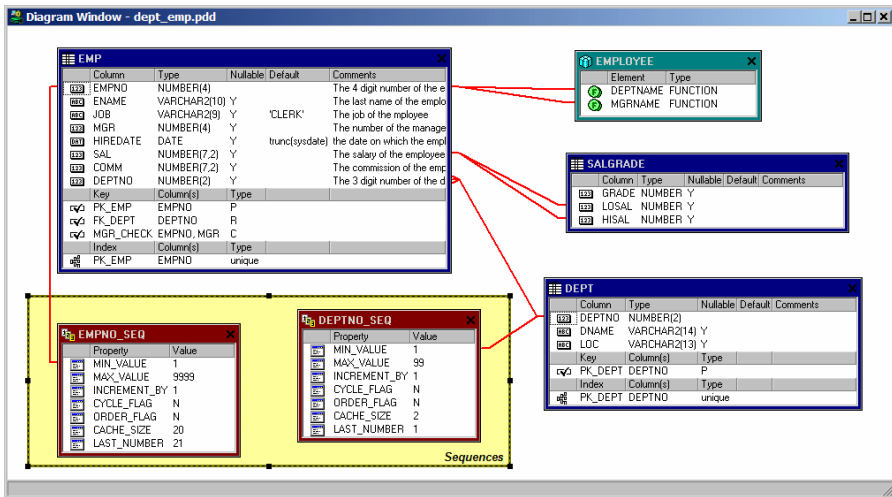 Diagram Window - dept_emp.pdd
EMP
Column Type Nullable Default Comments
EMPNO NUMBER(4) The 4 digit number of the e
ENAME VARCHAR2(10) Y The last name of the emplo
JOB VARCHAR2(9) Y 'CLERK' The job of the mployee
MGR NUMBER(4) Y The number of the manage
HIREDATE DATE Y trunc(sysdate) the date on which the empl
SAL NUMBER(7,2) Y The salary of the employee
COMM NUMBER(7,2) Y The commission of the emp
DEPTNO NUMBER(2) Y The 3 digit number of the d
Key Column(s) Type
PK_EMP EMPNO P
FK_DEPT DEPTNO R
MGR_CHECK EMPNO, MGR C
Index Column(s) Type
PK_EMP EMPNO unique
EMPLOYEE
Element Type
DEPTNAME FUNCTION
MGRNAME FUNCTION
SALGRADE
Column Type Nullable Default Comments
GRADE NUMBER Y
LOSAL NUMBER Y
HISAL NUMBER Y
DEPT
Column Type Nullable Default Comments
DEPTNO NUMBER(2)
DNAME VARCHAR2(14) Y
LOC VARCHAR2(13) Y
Key Column(s) Type
PK_DEPT DEPTNO P
Index Column(s) Type
PK_DEPT DEPTNO unique
EMPNO_SEQ
Property Value
MIN_VALUE 1
MAX_VALUE 9999
INCREMENT_BY 1
CYCLE_FLAG N
ORDER_FLAG N
CACHE_SIZE 20
LAST_NUMBER 21
DEPTNO_SEQ
Property Value
MIN_VALUE 1
MAX_VALUE 99
INCREMENT_BY 1
CYCLE_FLAG N
ORDER_FLAG N
CACHE_SIZE 2
LAST_NUMBER 1
Sequences